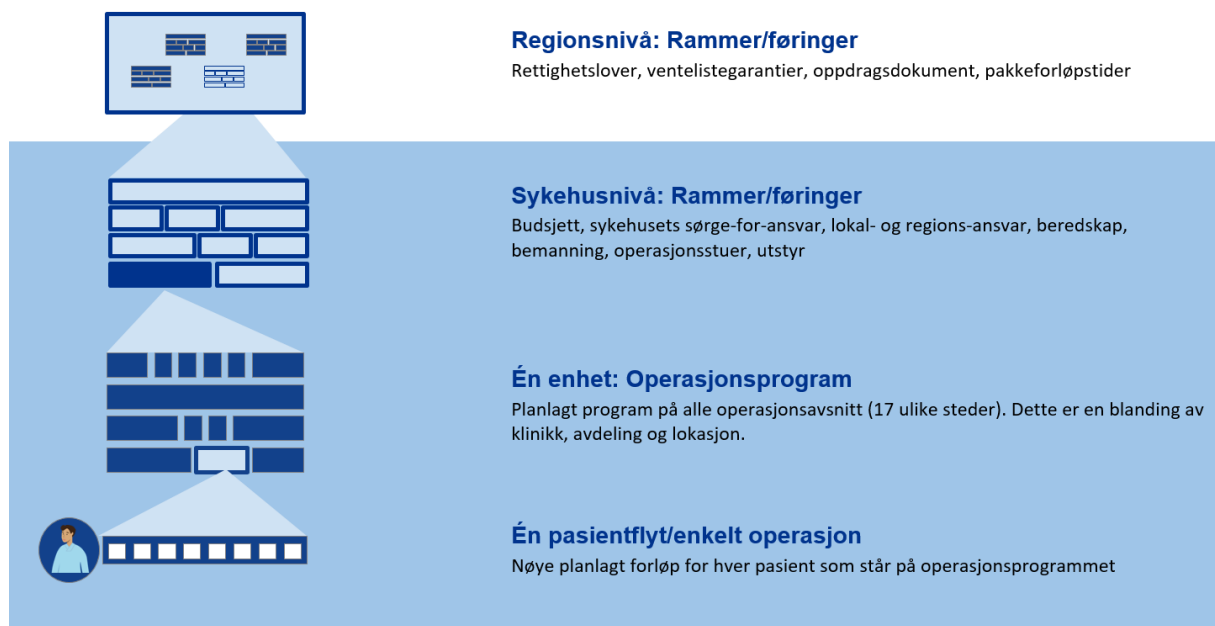 Regionsnivå: Rammer/føringer
Rettighetslover, ventelistegarantier, oppdragsdokument, pakkeforløpstider
Sykehusnivå: Rammer/føringer
Budsjett, sykehusets sørge-for-ansvar, lokal- og regions-ansvar, beredskap,
bemanning, operasjonsstuer, utstyr
Én enhet: Operasjonsprogram
Planlagt program på alle operasjonsavsnitt (17 ulike steder). Dette er en blanding av
klinikk, avdeling og lokasjon.
Én pasientflyt/enkelt operasjon
Nøye planlagt forløp for hver pasient som står på operasjonsprogrammet